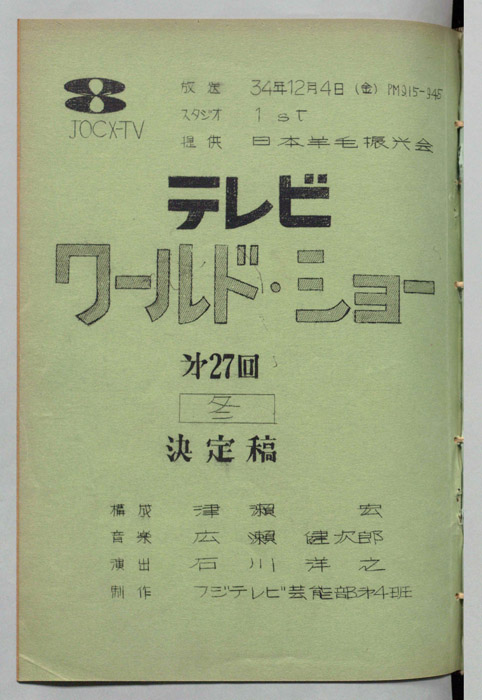 8
JOCX-TV
放送 34年12月4日(金) PM9.15-9.45
スタジオ 1st
提供 日本羊毛振興会
テレビ
ワールド・ショー
才27回
冬
決定稿
構成 津瀬 宏
音楽 広瀬健次郎
演出 石川洋之
制作 フジテレビ芸能部第4班